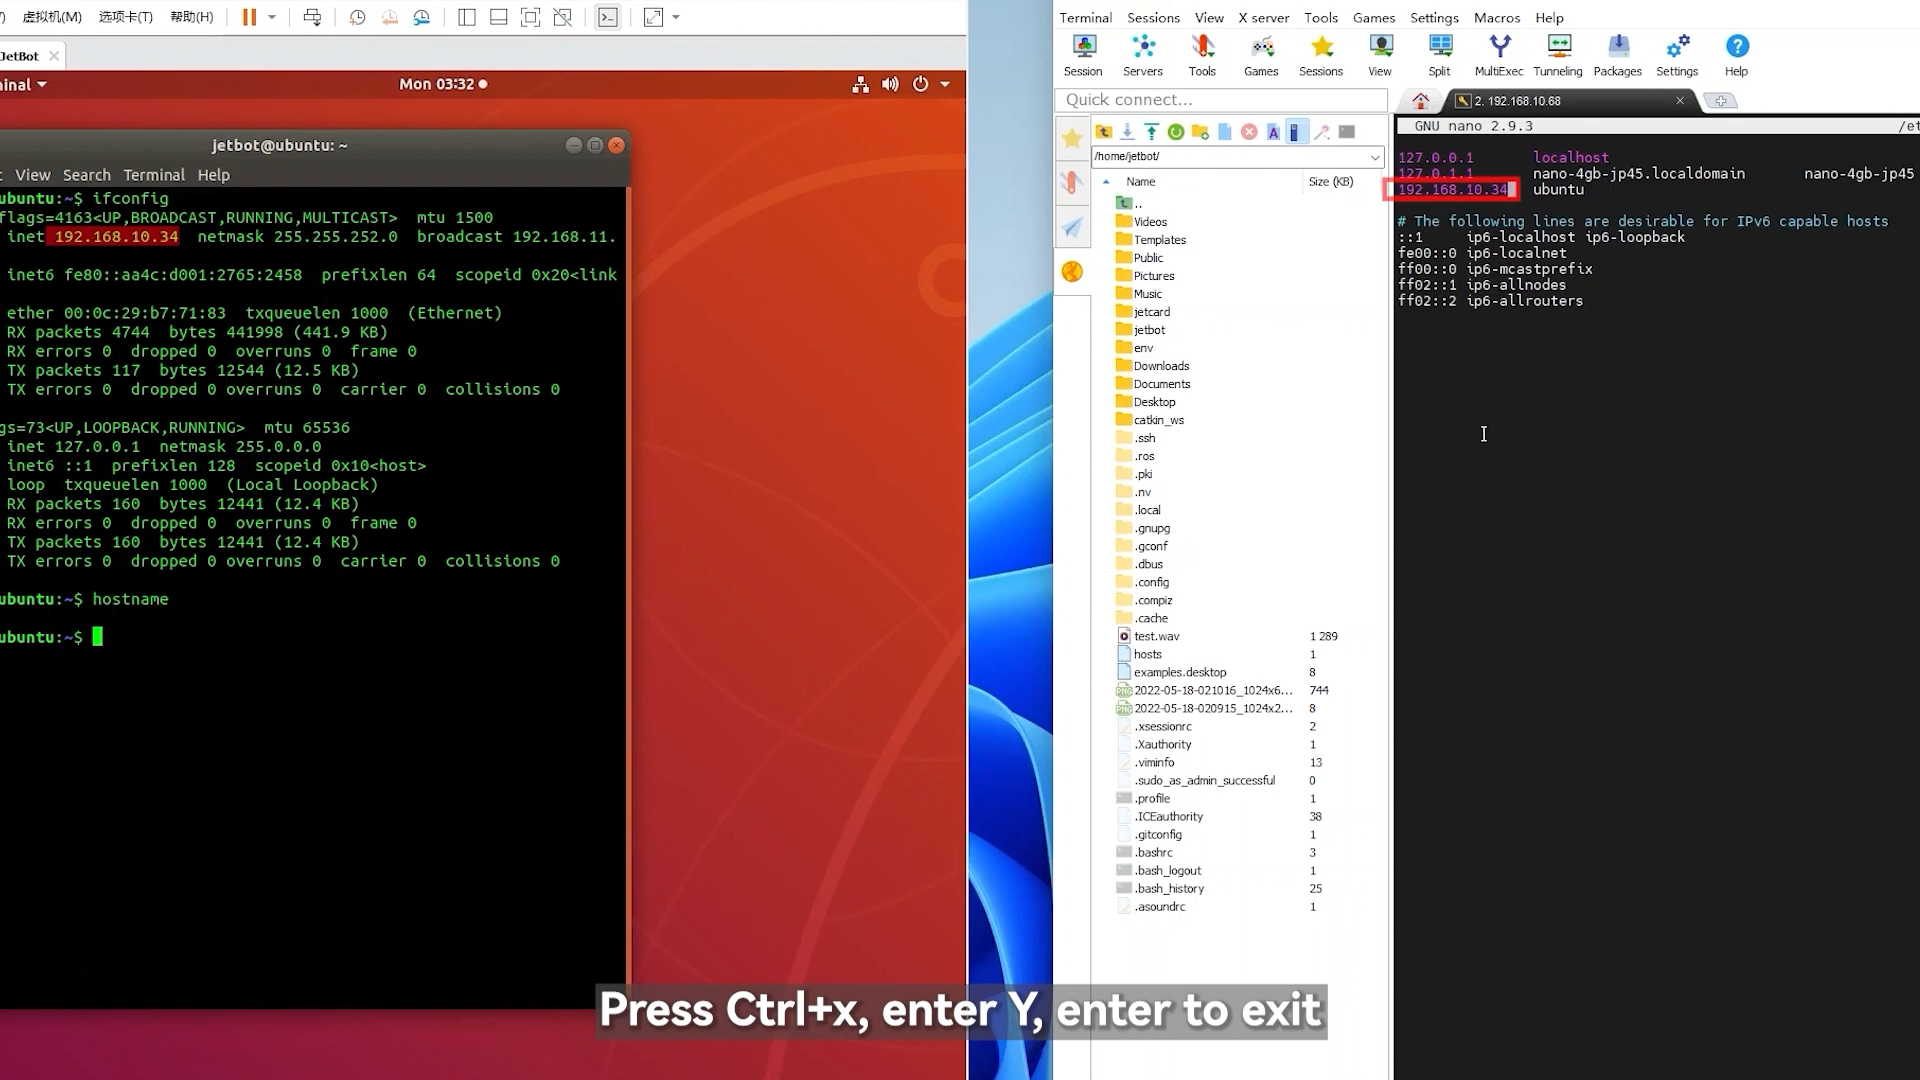 虚拟机(M) 选项卡(T) 帮助(H)
JetBot
Mon 03:32
jetbot@ubuntu: ~
View Search Terminal Help
ubuntu:~$ ifconfig
flags=4163<UP,BROADCAST,RUNNING,MULTICAST> mtu 1500
inet 192.168.10.34 netmask 255.255.252.0 broadcast 192.168.11.
inet6 fe80::aa4c:d001:2765:2458 prefixlen 64 scopeid 0x20<link
ether 00:0c:29:b7:71:83 txqueuelen 1000 (Ethernet)
RX packets 4744 bytes 441998 (441.9 KB)
RX errors 0 dropped 0 overruns 0 frame 0
TX packets 117 bytes 12544 (12.5 KB)
TX errors 0 dropped 0 overruns 0 carrier 0 collisions 0
gs=73<UP,LOOPBACK,RUNNING> mtu 65536
inet 127.0.0.1 netmask 255.0.0.0
inet6 ::1 prefixlen 128 scopeid 0x10<host>
loop txqueuelen 1000 (Local Loopback)
RX packets 160 bytes 12441 (12.4 KB)
RX errors 0 dropped 0 overruns 0 frame 0
TX packets 160 bytes 12441 (12.4 KB)
TX errors 0 dropped 0 overruns 0 carrier 0 collisions 0
ubuntu:~$ hostname
ubuntu:~$
Terminal Sessions View X server Tools Games Settings Macros Help
Session Servers Tools Games Sessions View Split MultiExec Tunneling Packages Settings Help
Quick connect...
2. 192.168.10.68
/home/jetbot/
Name Size (KB)
..
Videos
Templates
Public
Pictures
Music
jetcard
jetbot
env
Downloads
Documents
Desktop
catkin_ws
.ssh
.ros
.pki
.nv
.local
.gnupg
.gconf
.dbus
.config
.compiz
.cache
test.wav 1 289
hosts 1
examples.desktop 8
2022-05-18-021016_1024x6... 744
2022-05-18-020915_1024x2... 8
.xsessionrc 2
.Xauthority 1
.viminfo 13
.sudo_as_admin_successful 0
.profile 1
.ICEauthority 38
.gitconfig 1
.bashrc 3
.bash_logout 1
.bash_history 25
.asoundrc 1
GNU nano 2.9.3 /et
127.0.0.1 localhost
127.0.1.1 nano-4gb-jp45.localdomain nano-4gb-jp45
192.168.10.34 ubuntu
# The following lines are desirable for IPv6 capable hosts
::1 ip6-localhost ip6-loopback
fe00::0 ip6-localnet
ff00::0 ip6-mcastprefix
ff02::1 ip6-allnodes
ff02::2 ip6-allrouters
Press Ctrl+x, enter Y, enter to exit